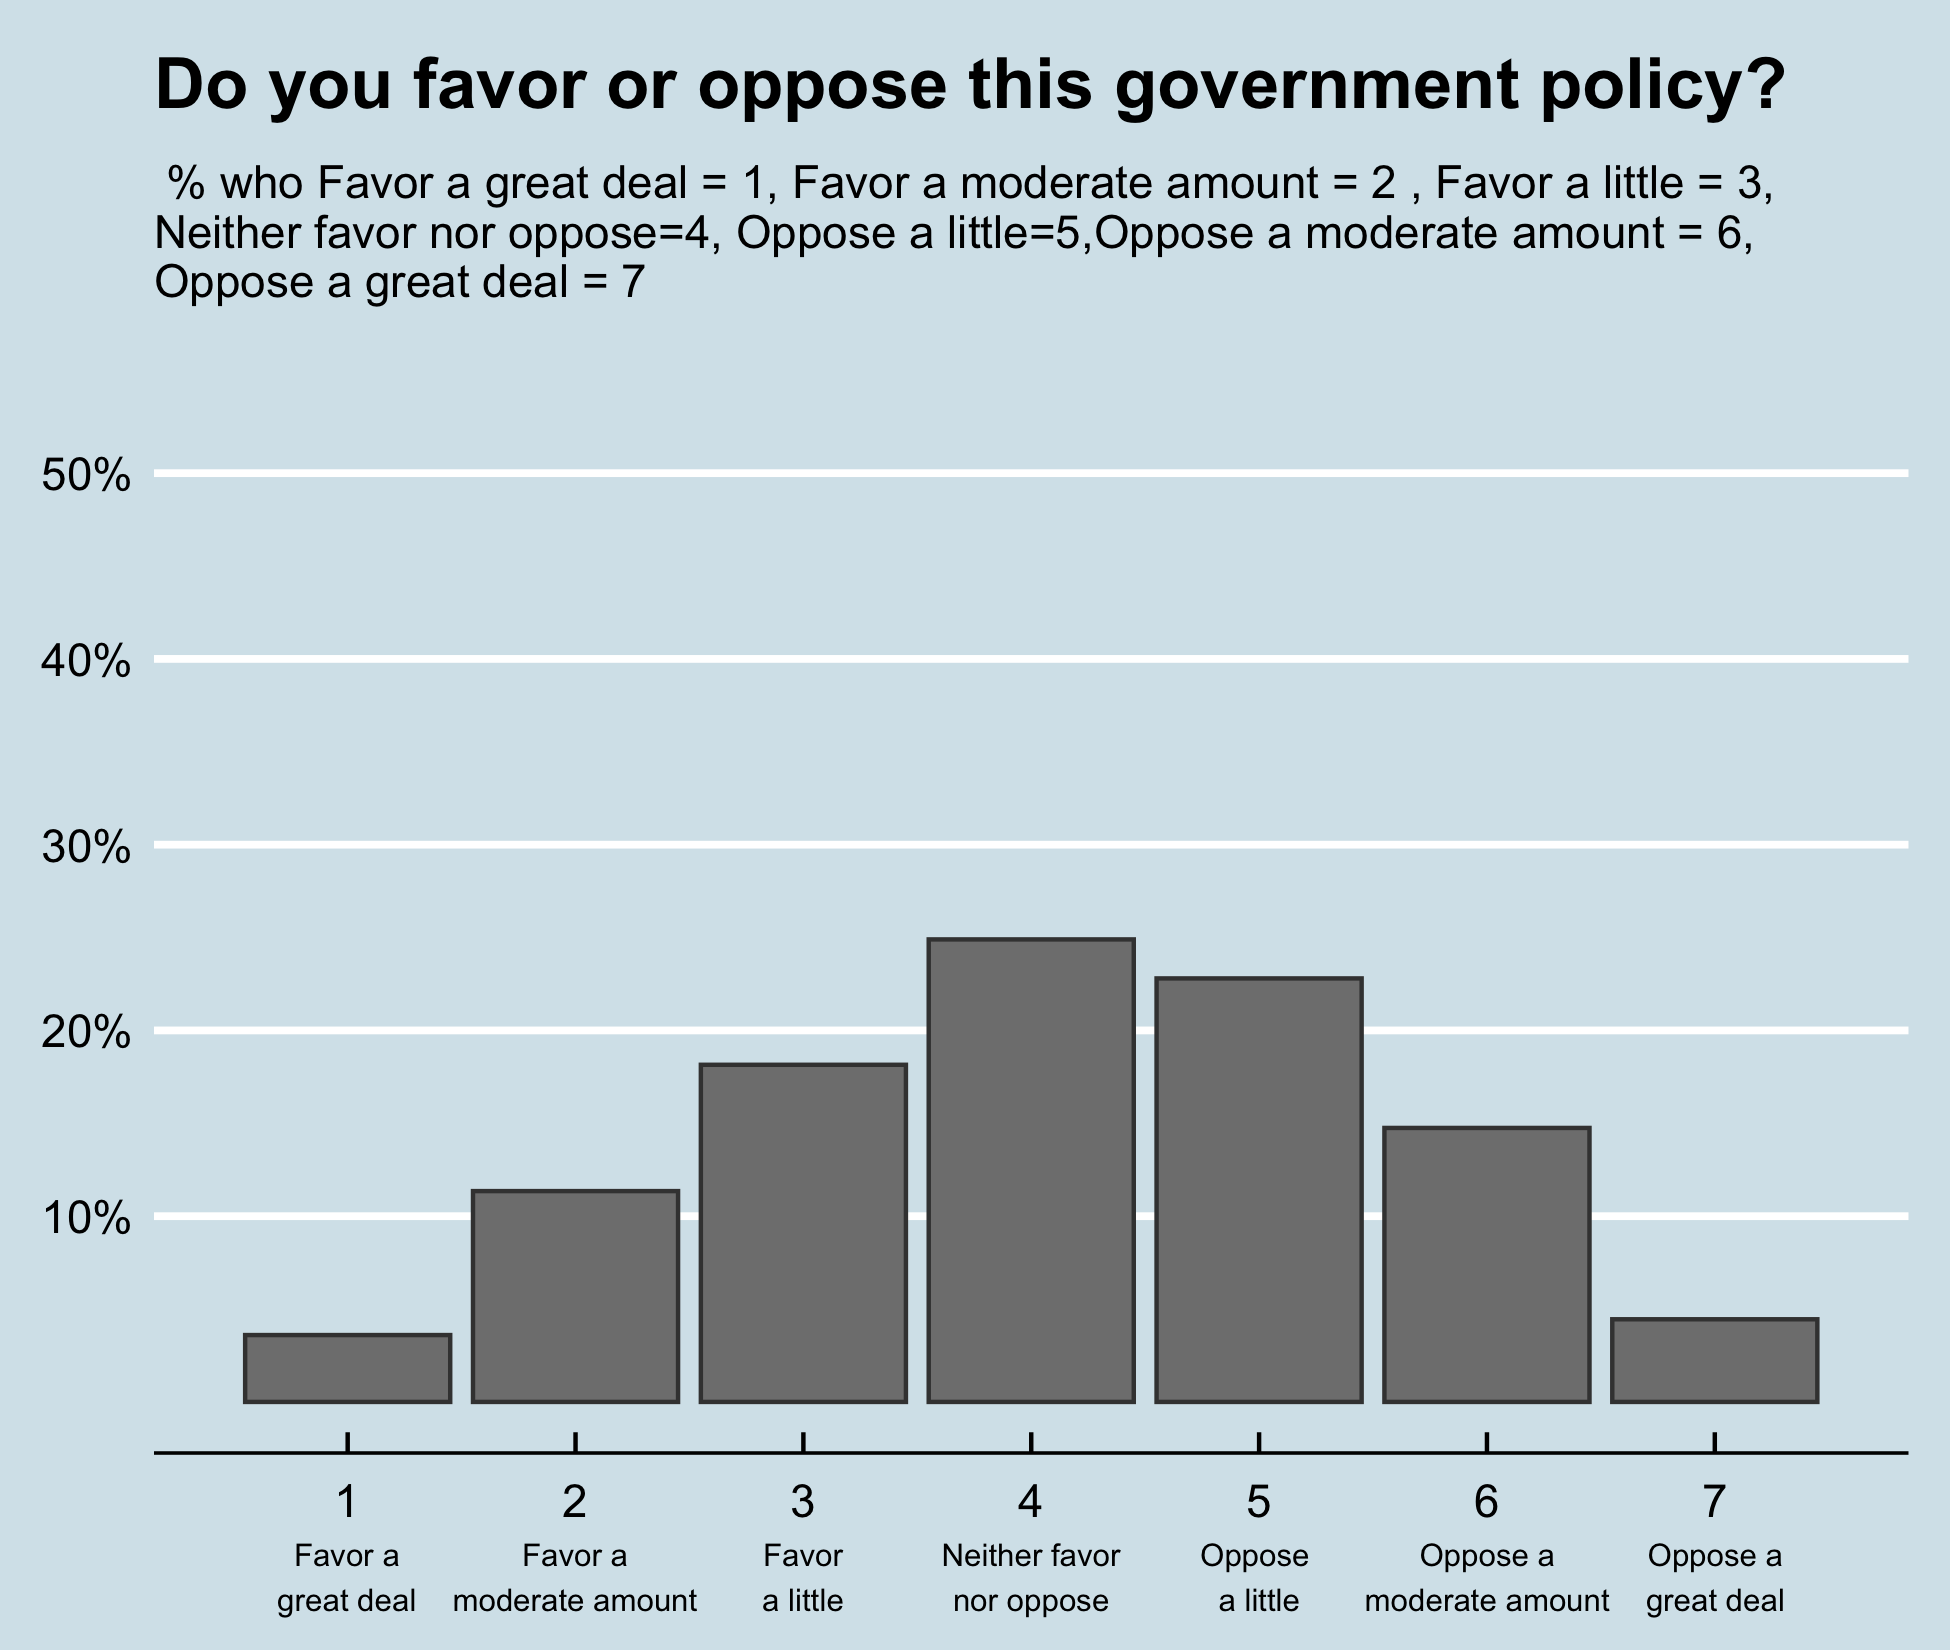 Do you favor or oppose this government policy?
% who Favor a great deal = 1, Favor a moderate amount = 2 , Favor a little = 3,
Neither favor nor oppose=4, Oppose a little=5,Oppose a moderate amount = 6,
Oppose a great deal = 7
50%
40%
30%
20%
10%
1 2 3 4 5 6 7
Favor a Favor a Favor Neither favor Oppose Oppose a Oppose a
great deal moderate amount a little nor oppose a little moderate amount great deal